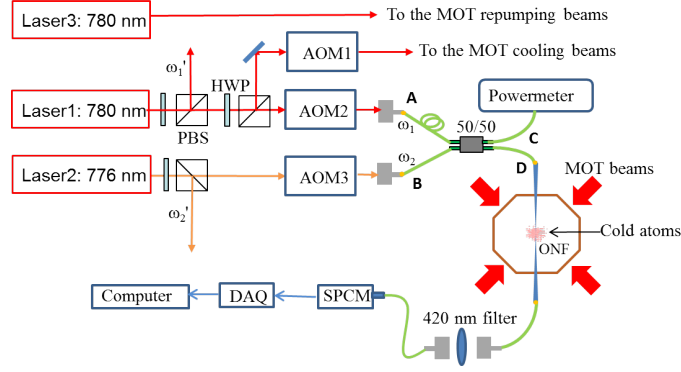 Laser3: 780 nm
To the MOT repumping beams
ω₁'
AOM1
To the MOT cooling beams
HWP
Laser1: 780 nm
PBS
AOM2
A
ω₁
50/50
Powermeter
C
Laser2: 776 nm
ω₂'
AOM3
ω₂
B
D
MOT beams
Cold atoms
ONF
Computer
DAQ
SPCM
420 nm filter